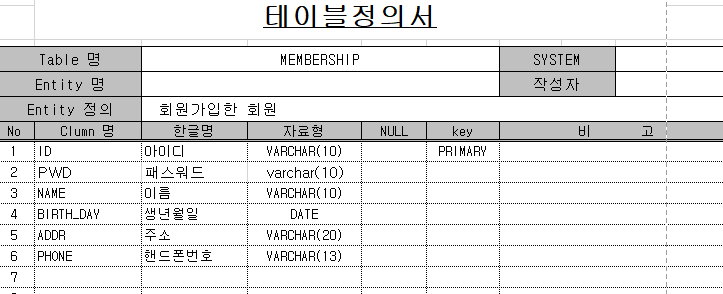 테이블정의서
Table 명 MEMBERSHIP SYSTEM
Entity 명 작성자
Entity 정의 회원가입한 회원
No Clumn 명 한글명 자료형 NULL key 비 고
1 ID 아이디 VARCHAR(10) PRIMARY
2 PWD 패스워드 varchar(10)
3 NAME 이름 VARCHAR(10)
4 BIRTH_DAY 생년월일 DATE
5 ADDR 주소 VARCHAR(20)
6 PHONE 핸드폰번호 VARCHAR(13)
7